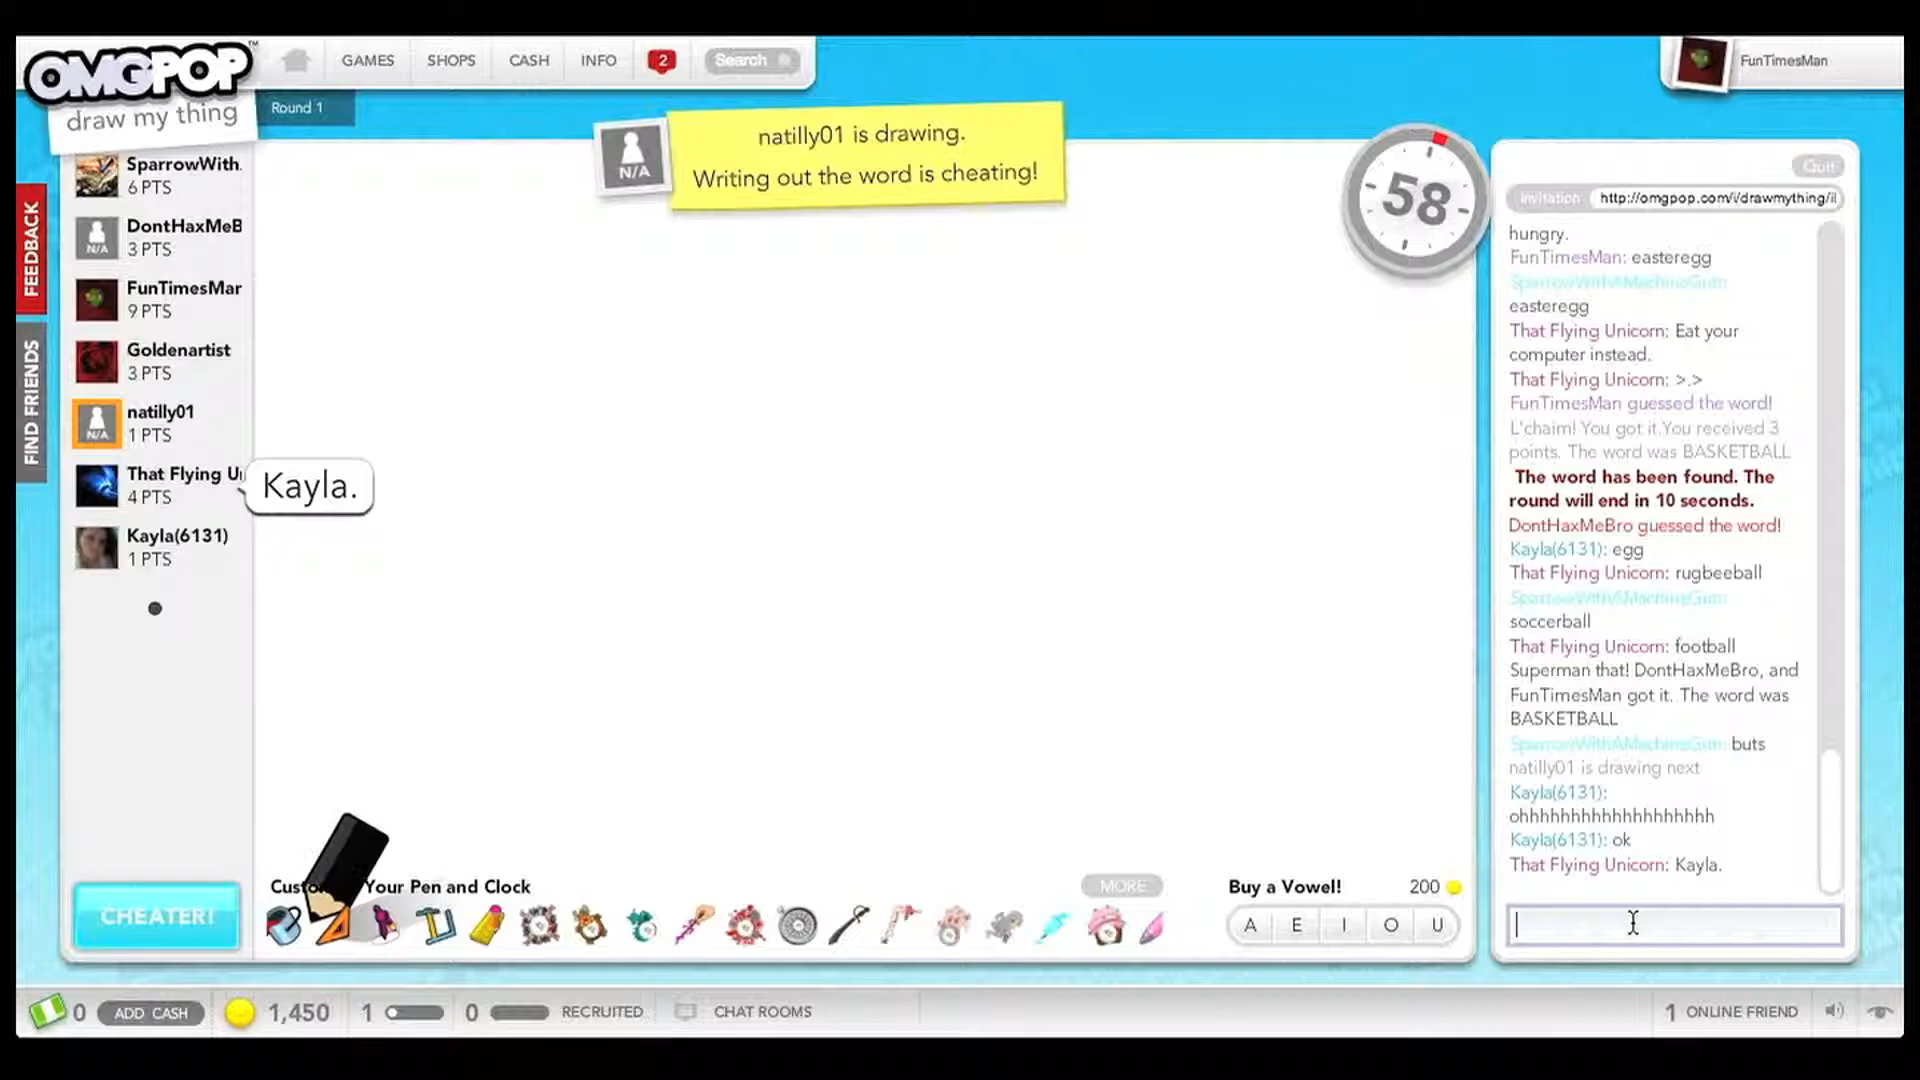 OMGPOP™
draw my thing
GAMES
SHOPS
CASH
INFO
2
Search
FunTimesMan
Round 1
natilly01 is drawing.
Writing out the word is cheating!
N/A
58
FEEDBACK
FIND FRIENDS
SparrowWith.
6 PTS
N/A
DontHaxMeB
3 PTS
FunTimesMar
9 PTS
Goldenartist
3 PTS
N/A
natilly01
1 PTS
That Flying U
4 PTS
Kayla.
Kayla(6131)
1 PTS
CHEATER!
Your Pen and Clock
MORE
Buy a Vowel!
200
A E I O U
Quit
Invitation
http://omgpop.com/i/drawmything/il
hungry.
FunTimesMan: easteregg
SparrowWithAMachineGun:
easteregg
That Flying Unicorn: Eat your
computer instead.
That Flying Unicorn: >.>
FunTimesMan guessed the word!
L'chaim! You got it.You received 3
points. The word was BASKETBALL
The word has been found. The
round will end in 10 seconds.
DontHaxMeBro guessed the word!
Kayla(6131): egg
That Flying Unicorn: rugbeeball
SparrowWithAMachineGun:
soccerball
That Flying Unicorn: football
Superman that! DontHaxMeBro, and
FunTimesMan got it. The word was
BASKETBALL
SparrowWithAMachineGun: buts
natilly01 is drawing next
Kayla(6131):
ohhhhhhhhhhhhhhhhhhh
Kayla(6131): ok
That Flying Unicorn: Kayla.
0
ADD CASH
1,450
1
0
RECRUITED
CHAT ROOMS
1 ONLINE FRIEND